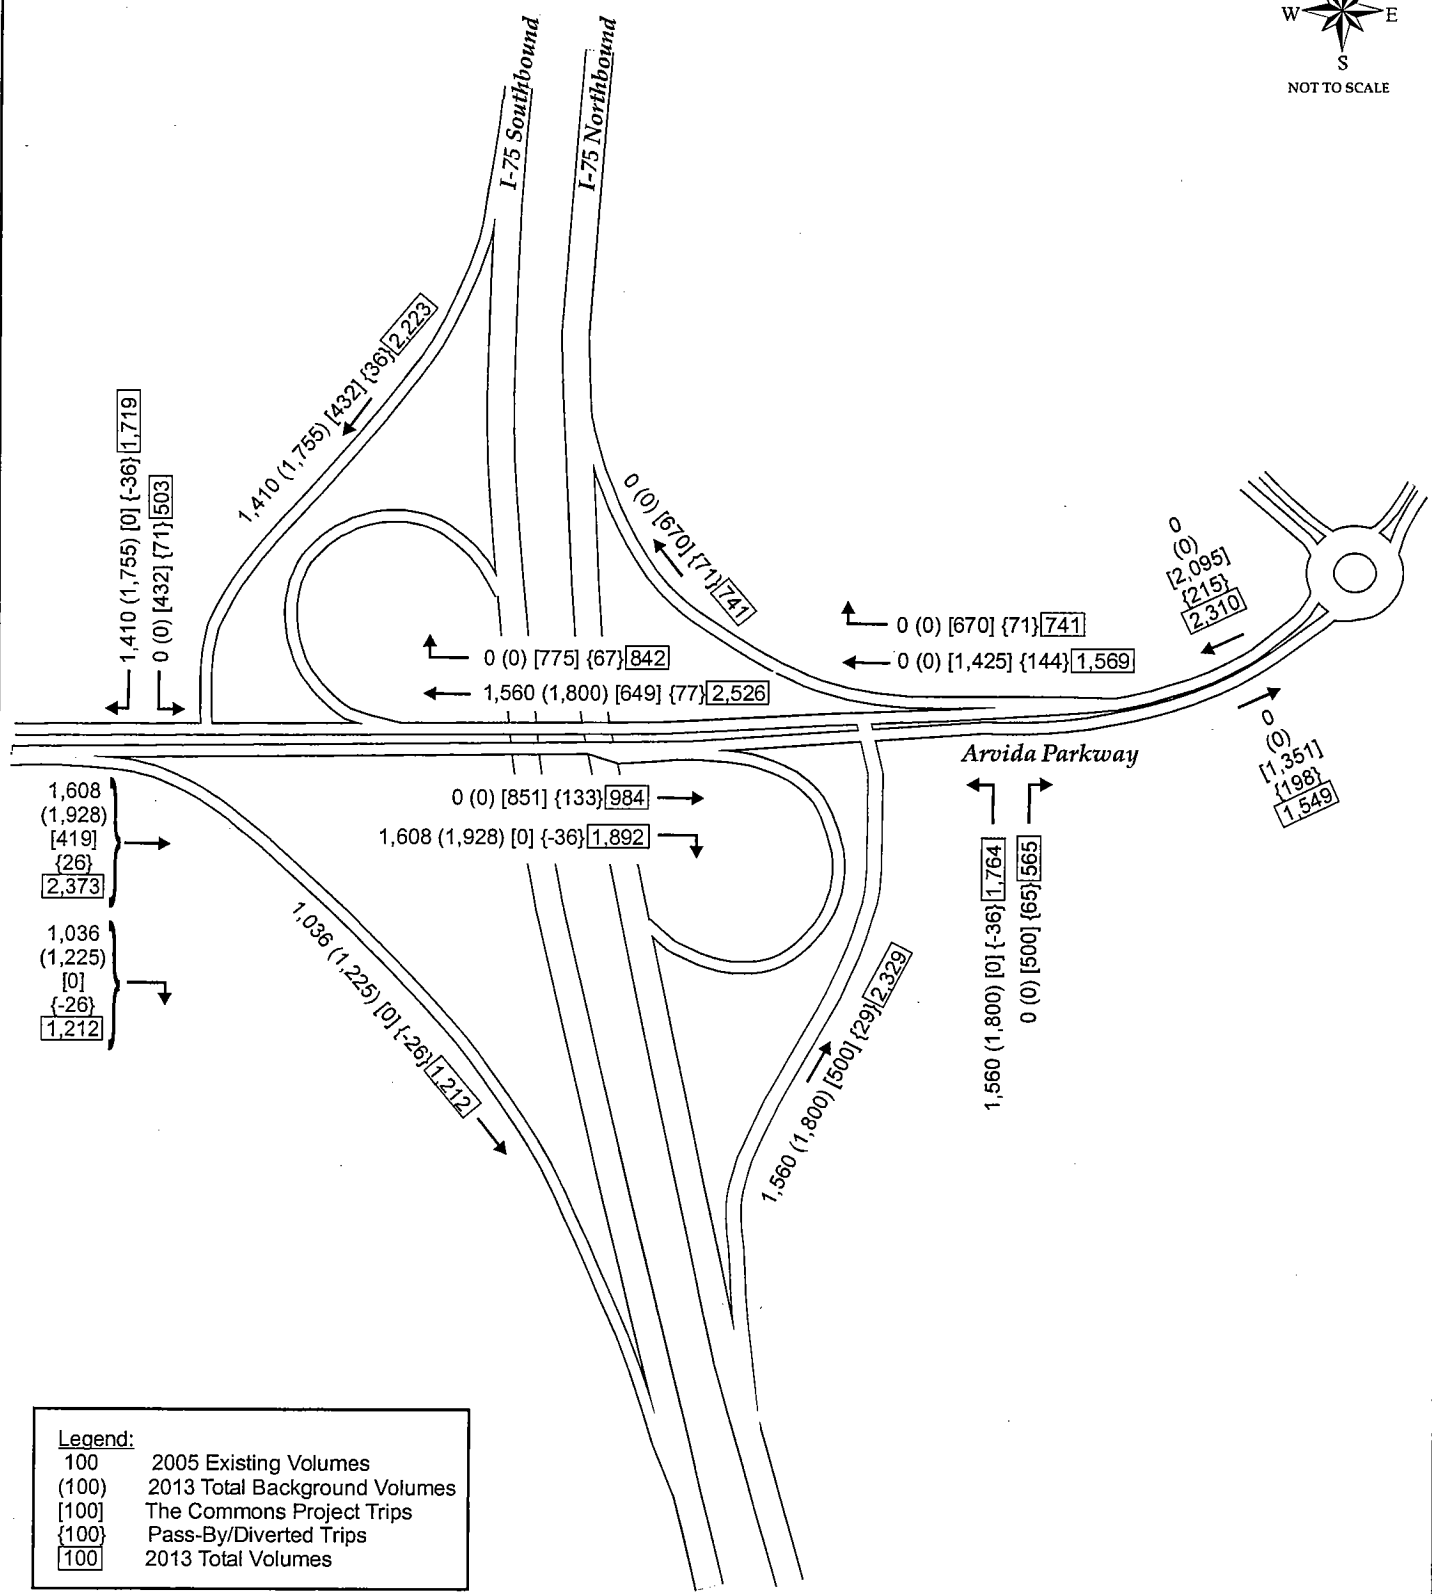 W E
S
NOT TO SCALE
I-75 Southbound
I-75 Northbound
1,410 (1,755) [432] {36} 2,223
1,410 (1,755) [0] {-36} 1,719
0 (0) [432] {71} 503
0 (0) [670] {71} 741
0
(0)
[2,095]
{215}
2,310
0 (0) [670] {71} 741
0 (0) [1,425] {144} 1,569
0 (0) [775] {67} 842
1,560 (1,800) [649] {77} 2,526
0
(0)
[1,351]
{198}
1,549
Arvida Parkway
1,608
(1,928)
[419]
{26}
2,373
0 (0) [851] {133} 984
1,608 (1,928) [0] {-36} 1,892
1,036
(1,225)
[0]
{-26}
1,212
1,036 (1,225) [0] {-26} 1,212
1,560 (1,800) [500] {29} 2,329
1,560 (1,800) [0] {-36} 1,764
0 (0) [500] {65} 565
Legend:
100 2005 Existing Volumes
(100) 2013 Total Background Volumes
[100] The Commons Project Trips
{100} Pass-By/Diverted Trips
100 2013 Total Volumes